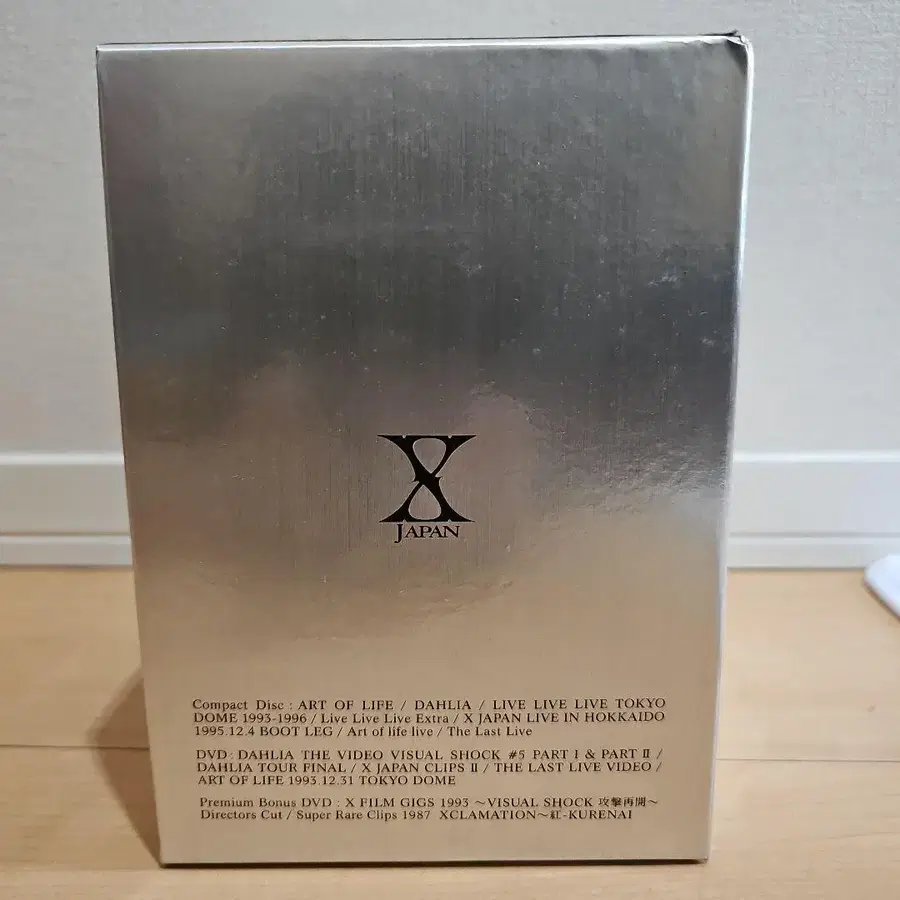 X
JAPAN
Compact Disc : ART OF LIFE / DAHLIA / LIVE LIVE LIVE TOKYO
DOME 1993-1996 / Live Live Live Extra / X JAPAN LIVE IN HOKKAIDO
1995.12.4 BOOT LEG / Art of life live / The Last Live
DVD : DAHLIA THE VIDEO VISUAL SHOCK #5 PART I & PART II /
DAHLIA TOUR FINAL / X JAPAN CLIPS II / THE LAST LIVE VIDEO /
ART OF LIFE 1993.12.31 TOKYO DOME
Premium Bonus DVD : X FILM GIGS 1993 ～VISUAL SHOCK 攻撃再開～
Directors Cut / Super Rare Clips 1987 XCLAMATION～紅-KURENAI